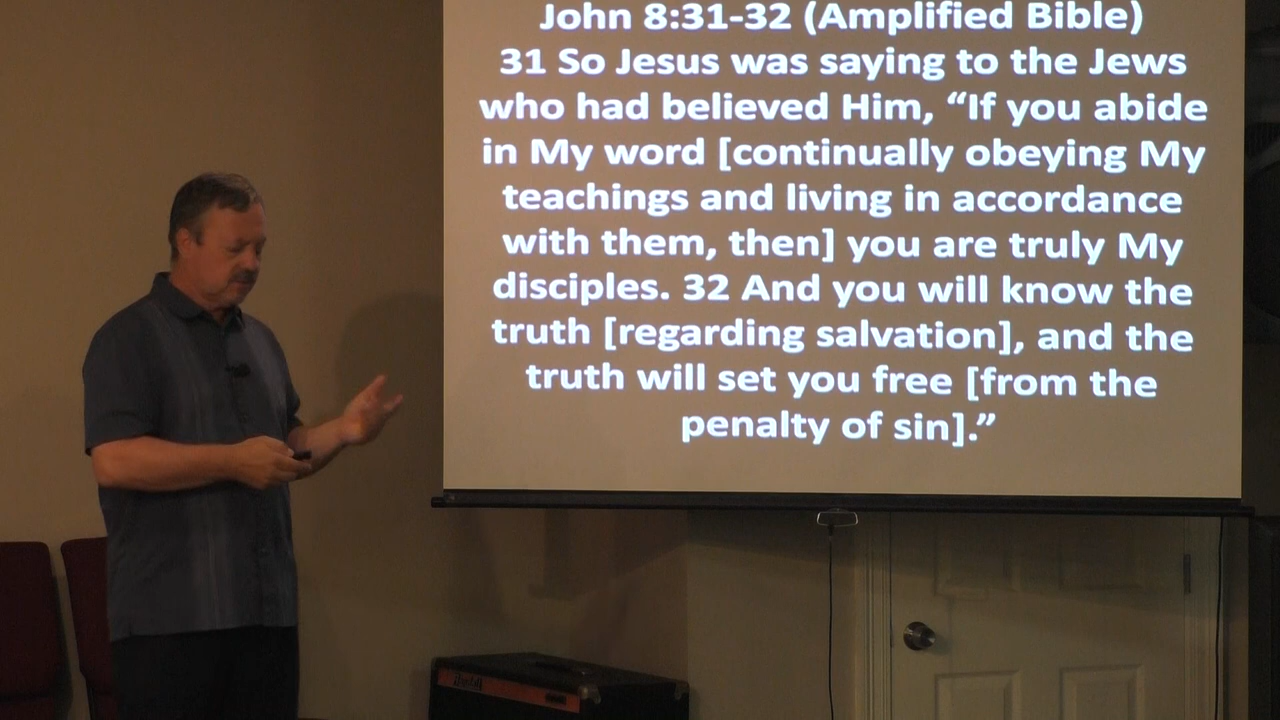 John 8:31-32 (Amplified Bible)
31 So Jesus was saying to the Jews
who had believed Him, “If you abide
in My word [continually obeying My
teachings and living in accordance
with them, then] you are truly My
disciples. 32 And you will know the
truth [regarding salvation], and the
truth will set you free [from the
penalty of sin].”